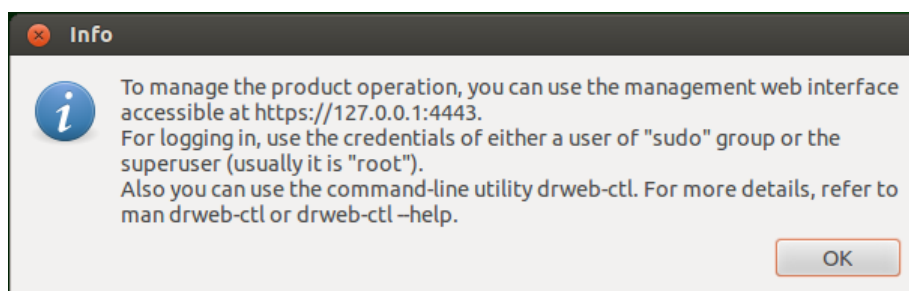 Info
To manage the product operation, you can use the management web interface
accessible at https://127.0.0.1:4443.
For logging in, use the credentials of either a user of "sudo" group or the
superuser (usually it is "root").
Also you can use the command-line utility drweb-ctl. For more details, refer to
man drweb-ctl or drweb-ctl --help.
OK